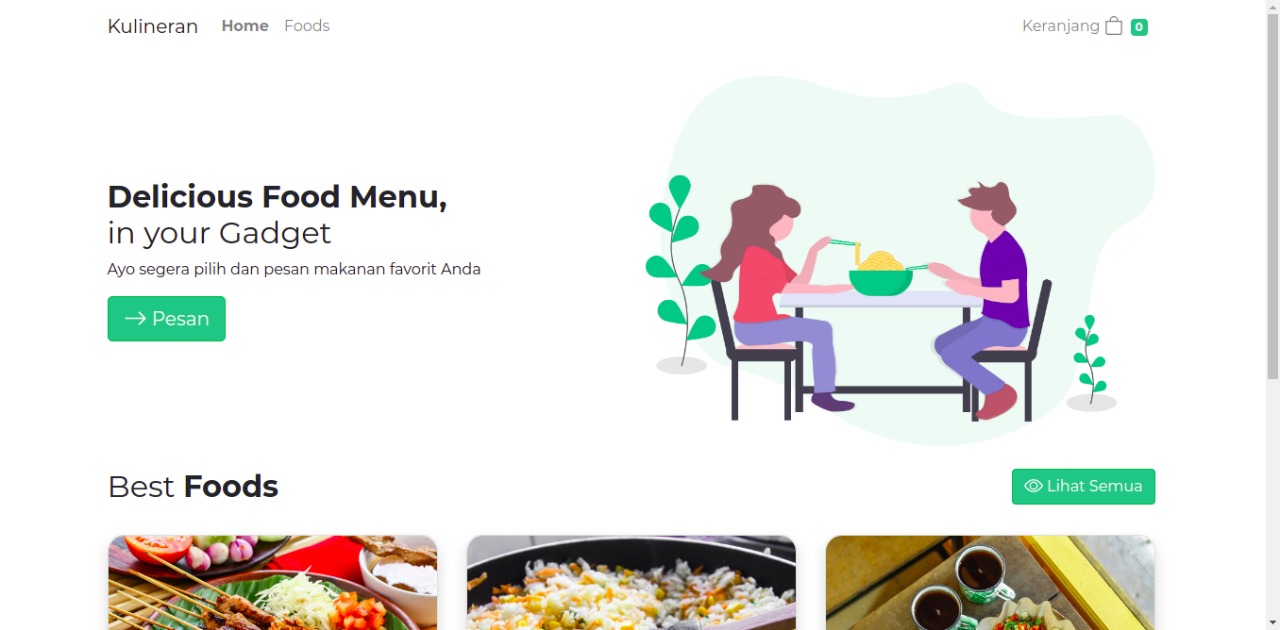 Kulineran Home Foods Keranjang 0
Delicious Food Menu,
in your Gadget
Ayo segera pilih dan pesan makanan favorit Anda
Pesan
Best Foods Lihat Semua